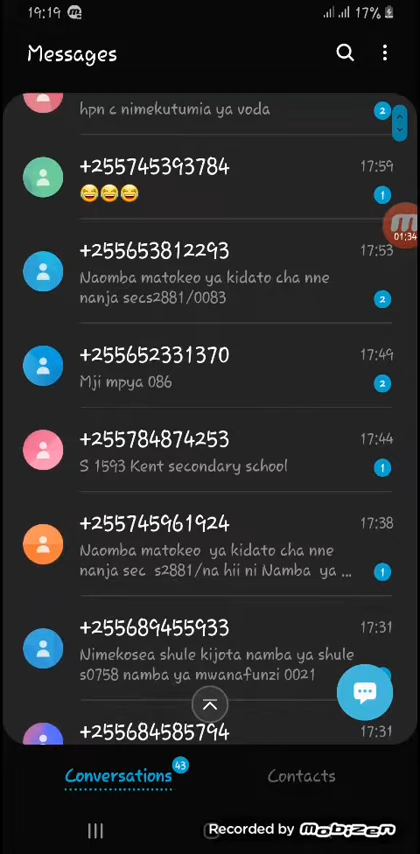 19:19
17%
Messages
hpn c nimekutumia ya voda
2
+255745393784
17:59
😂😂😂
1
01:34
+255653812293
17:53
Naomba matokeo ya kidato cha nne
nanja secs2881/0083
2
+255652331370
17:49
Mji mpya 086
2
+255784874253
17:44
S 1593 Kent secondary school
1
+255745961924
17:38
Naomba matokeo ya kidato cha nne
nanja sec s2881/na hii ni Namba ya ...
1
+255689455933
17:31
Nimekosea shule kijota namba ya shule
s0758 namba ya mwanafunzi 0021
+255684585794
17:31
Conversations
43
Contacts
Recorded by mobizen